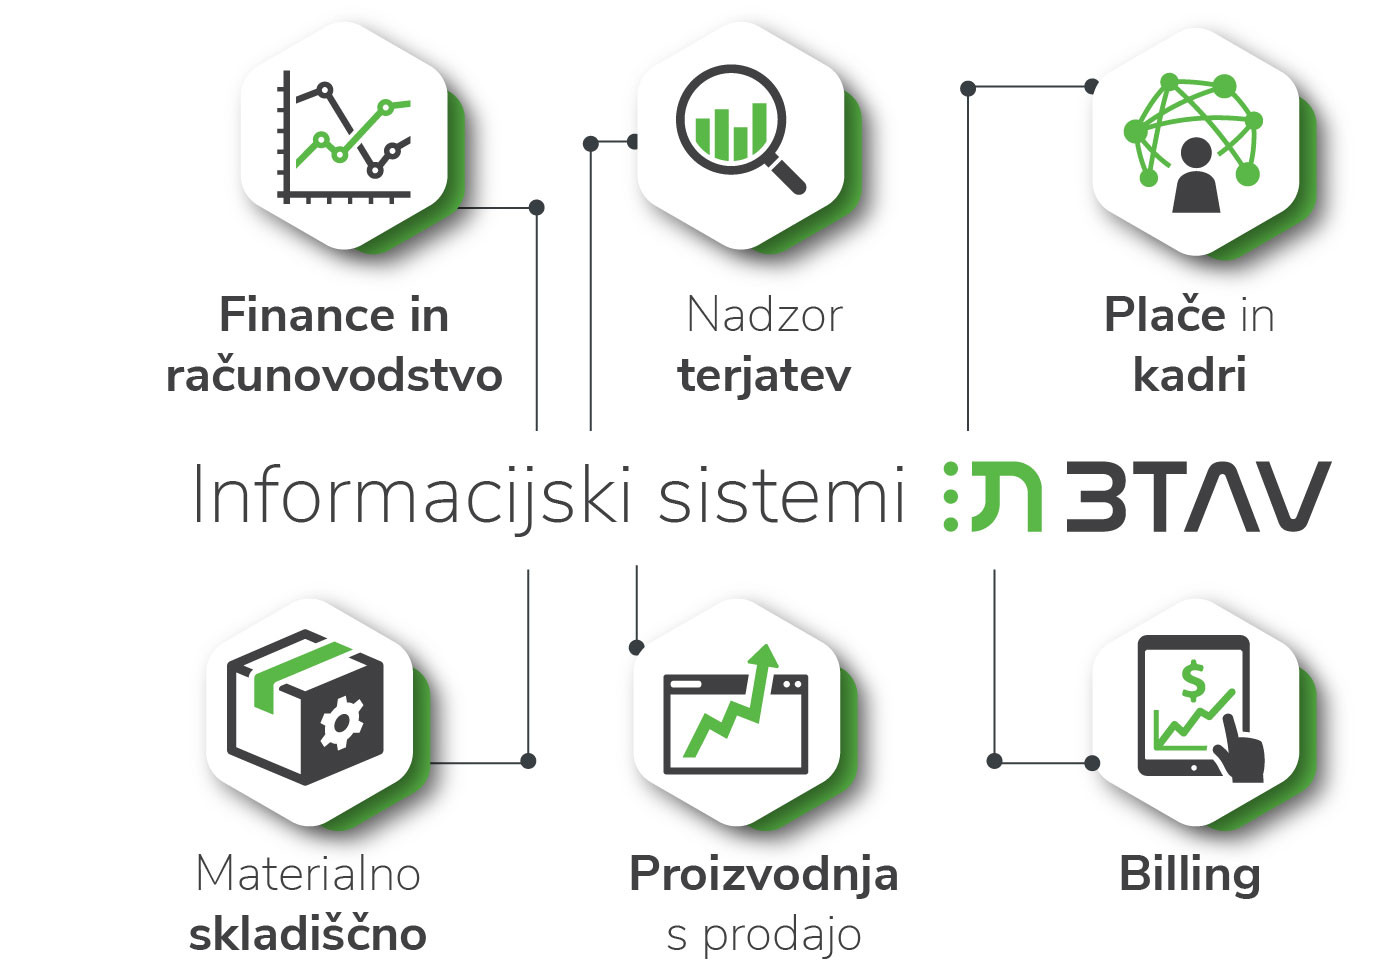 Finance in
računovodstvo
Nadzor
terjatev
Plače in
kadri
Informacijski sistemi 3TAV
Materialno
skladiščno
Proizvodnja
s prodajo
$
Billing